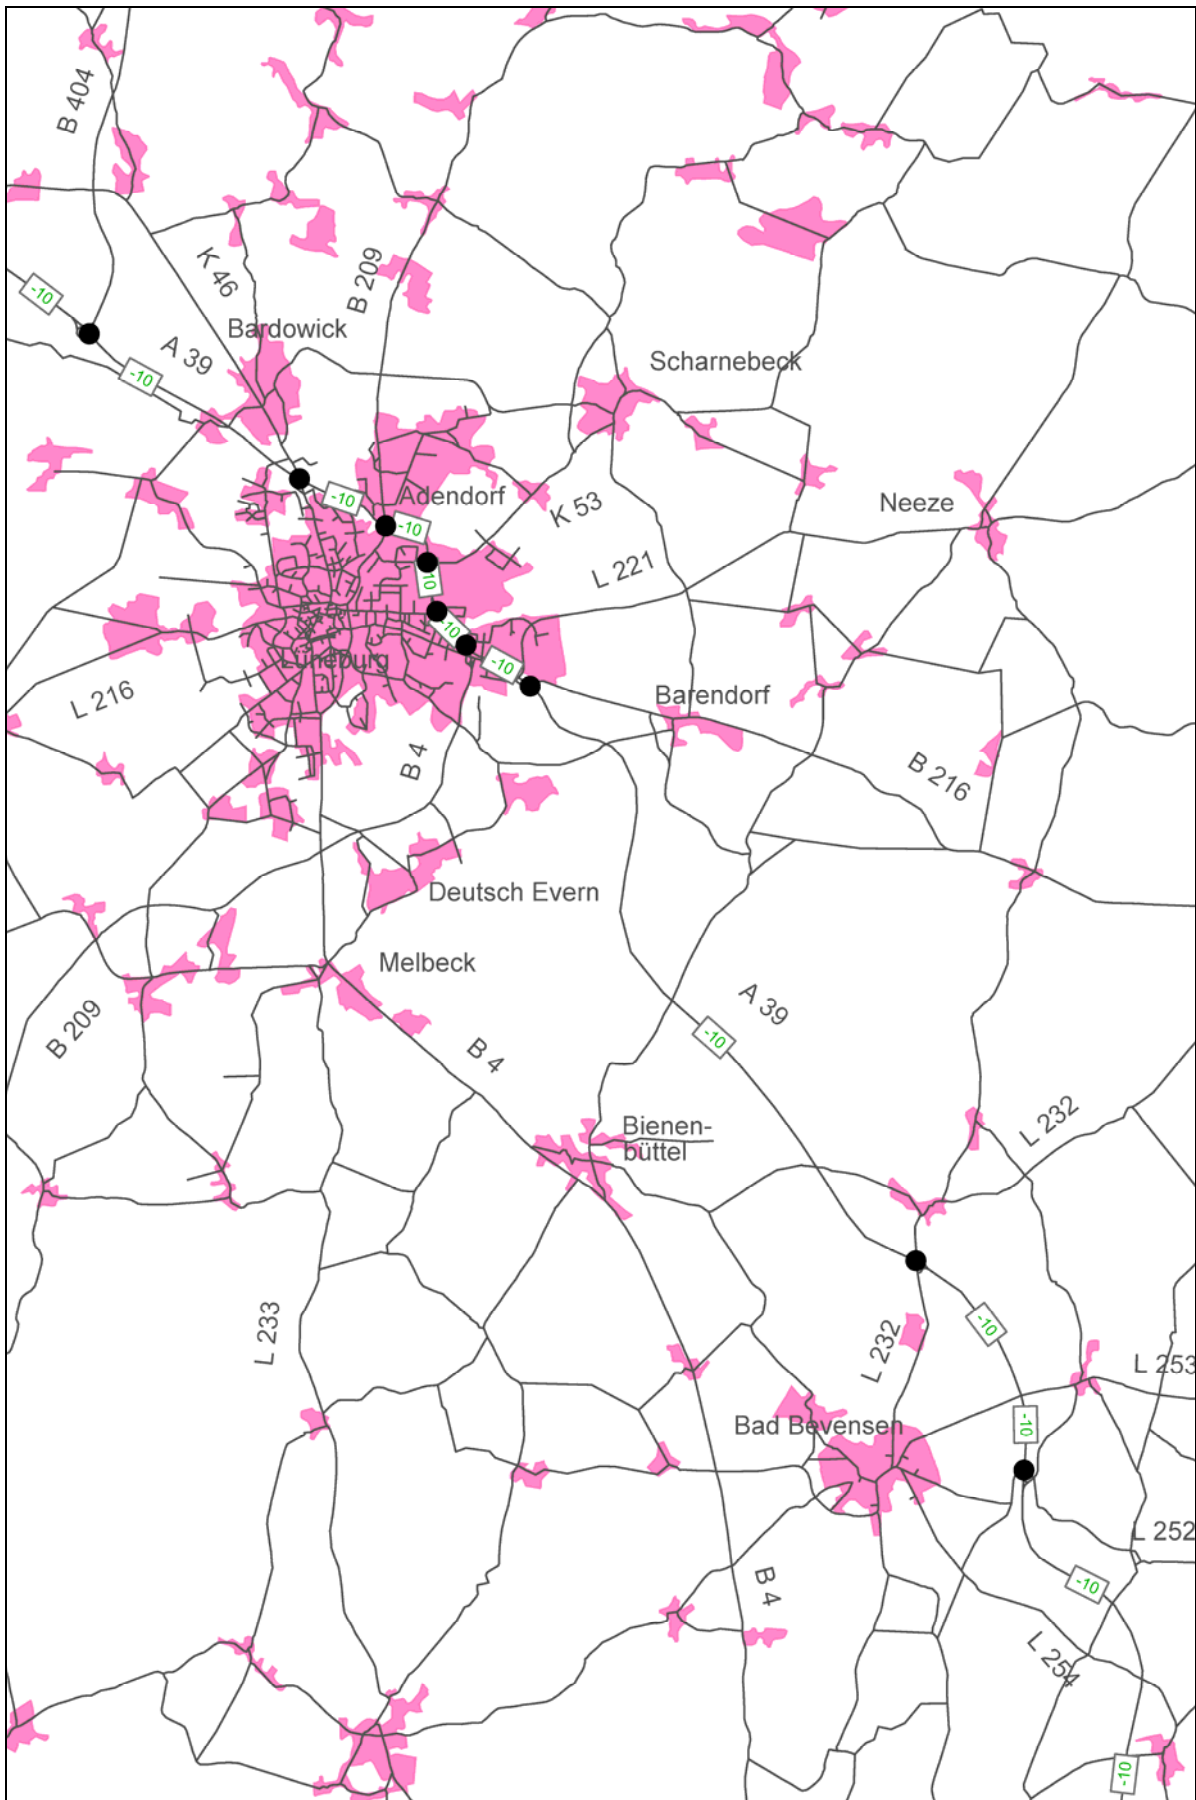 B 404
-10
K 46
B 209
Bardowick
A 39
-10
Scharnebeck
-10
Adendorf
-10
K 53
Neeze
10
L 221
-10
Lüneburg
-10
L 216
Barendorf
B 4
B 216
Deutsch Evern
Melbeck
B 209
A 39
-10
B 4
L 232
Bienen-
büttel
L 233
-10
L 232
L 253
-10
Bad Bevensen
L 252
B 4
-10
L 254
-10